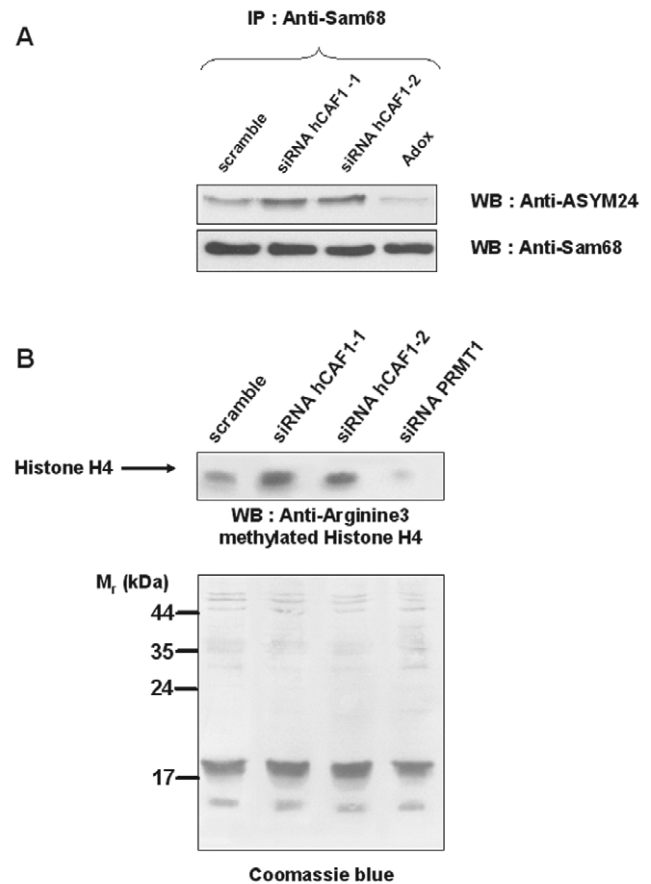 A
IP : Anti-Sam68
scramble
siRNA hCAF1-1
siRNA hCAF1-2
Adox
WB : Anti-ASYM24
WB : Anti-Sam68
B
scramble
siRNA hCAF1-1
siRNA hCAF1-2
siRNA PRMT1
Histone H4
WB : Anti-Arginine3
methylated Histone H4
Mr (kDa)
44
35
24
17
Coomassie blue